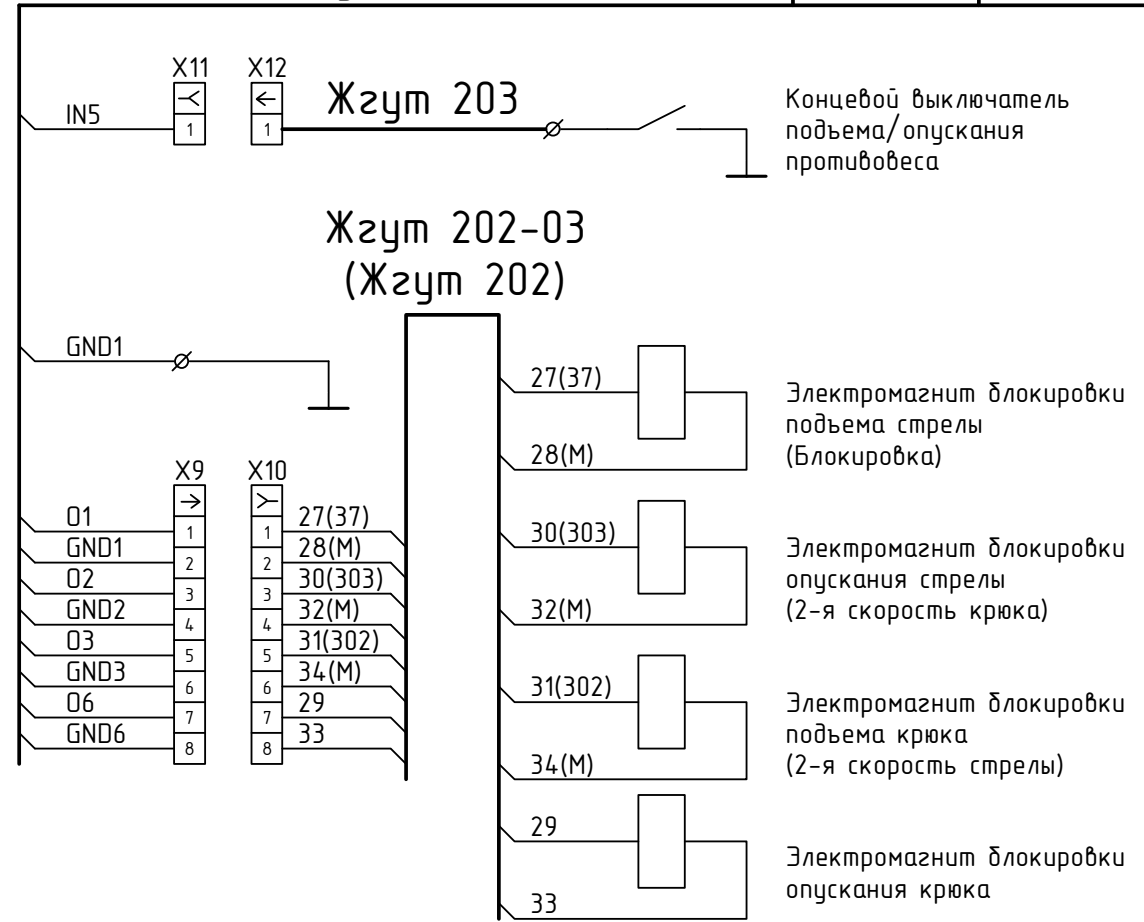 X11 X12
IN5
1 1
Жгут 203
Концевой выключатель
подъема/опускания
противовеса
Жгут 202-03
(Жгут 202)
GND1
27(37)
28(М)
Электромагнит блокировки
подъема стрелы
(Блокировка)
30(303)
32(М)
Электромагнит блокировки
опускания стрелы
(2-я скорость крюка)
31(302)
34(М)
Электромагнит блокировки
подъема крюка
(2-я скорость стрелы)
29
33
Электромагнит блокировки
опускания крюка
X9 X10
O1 1 1 27(37)
GND1 2 2 28(М)
O2 3 3 30(303)
GND2 4 4 32(М)
O3 5 5 31(302)
GND3 6 6 34(М)
O6 7 7 29
GND6 8 8 33